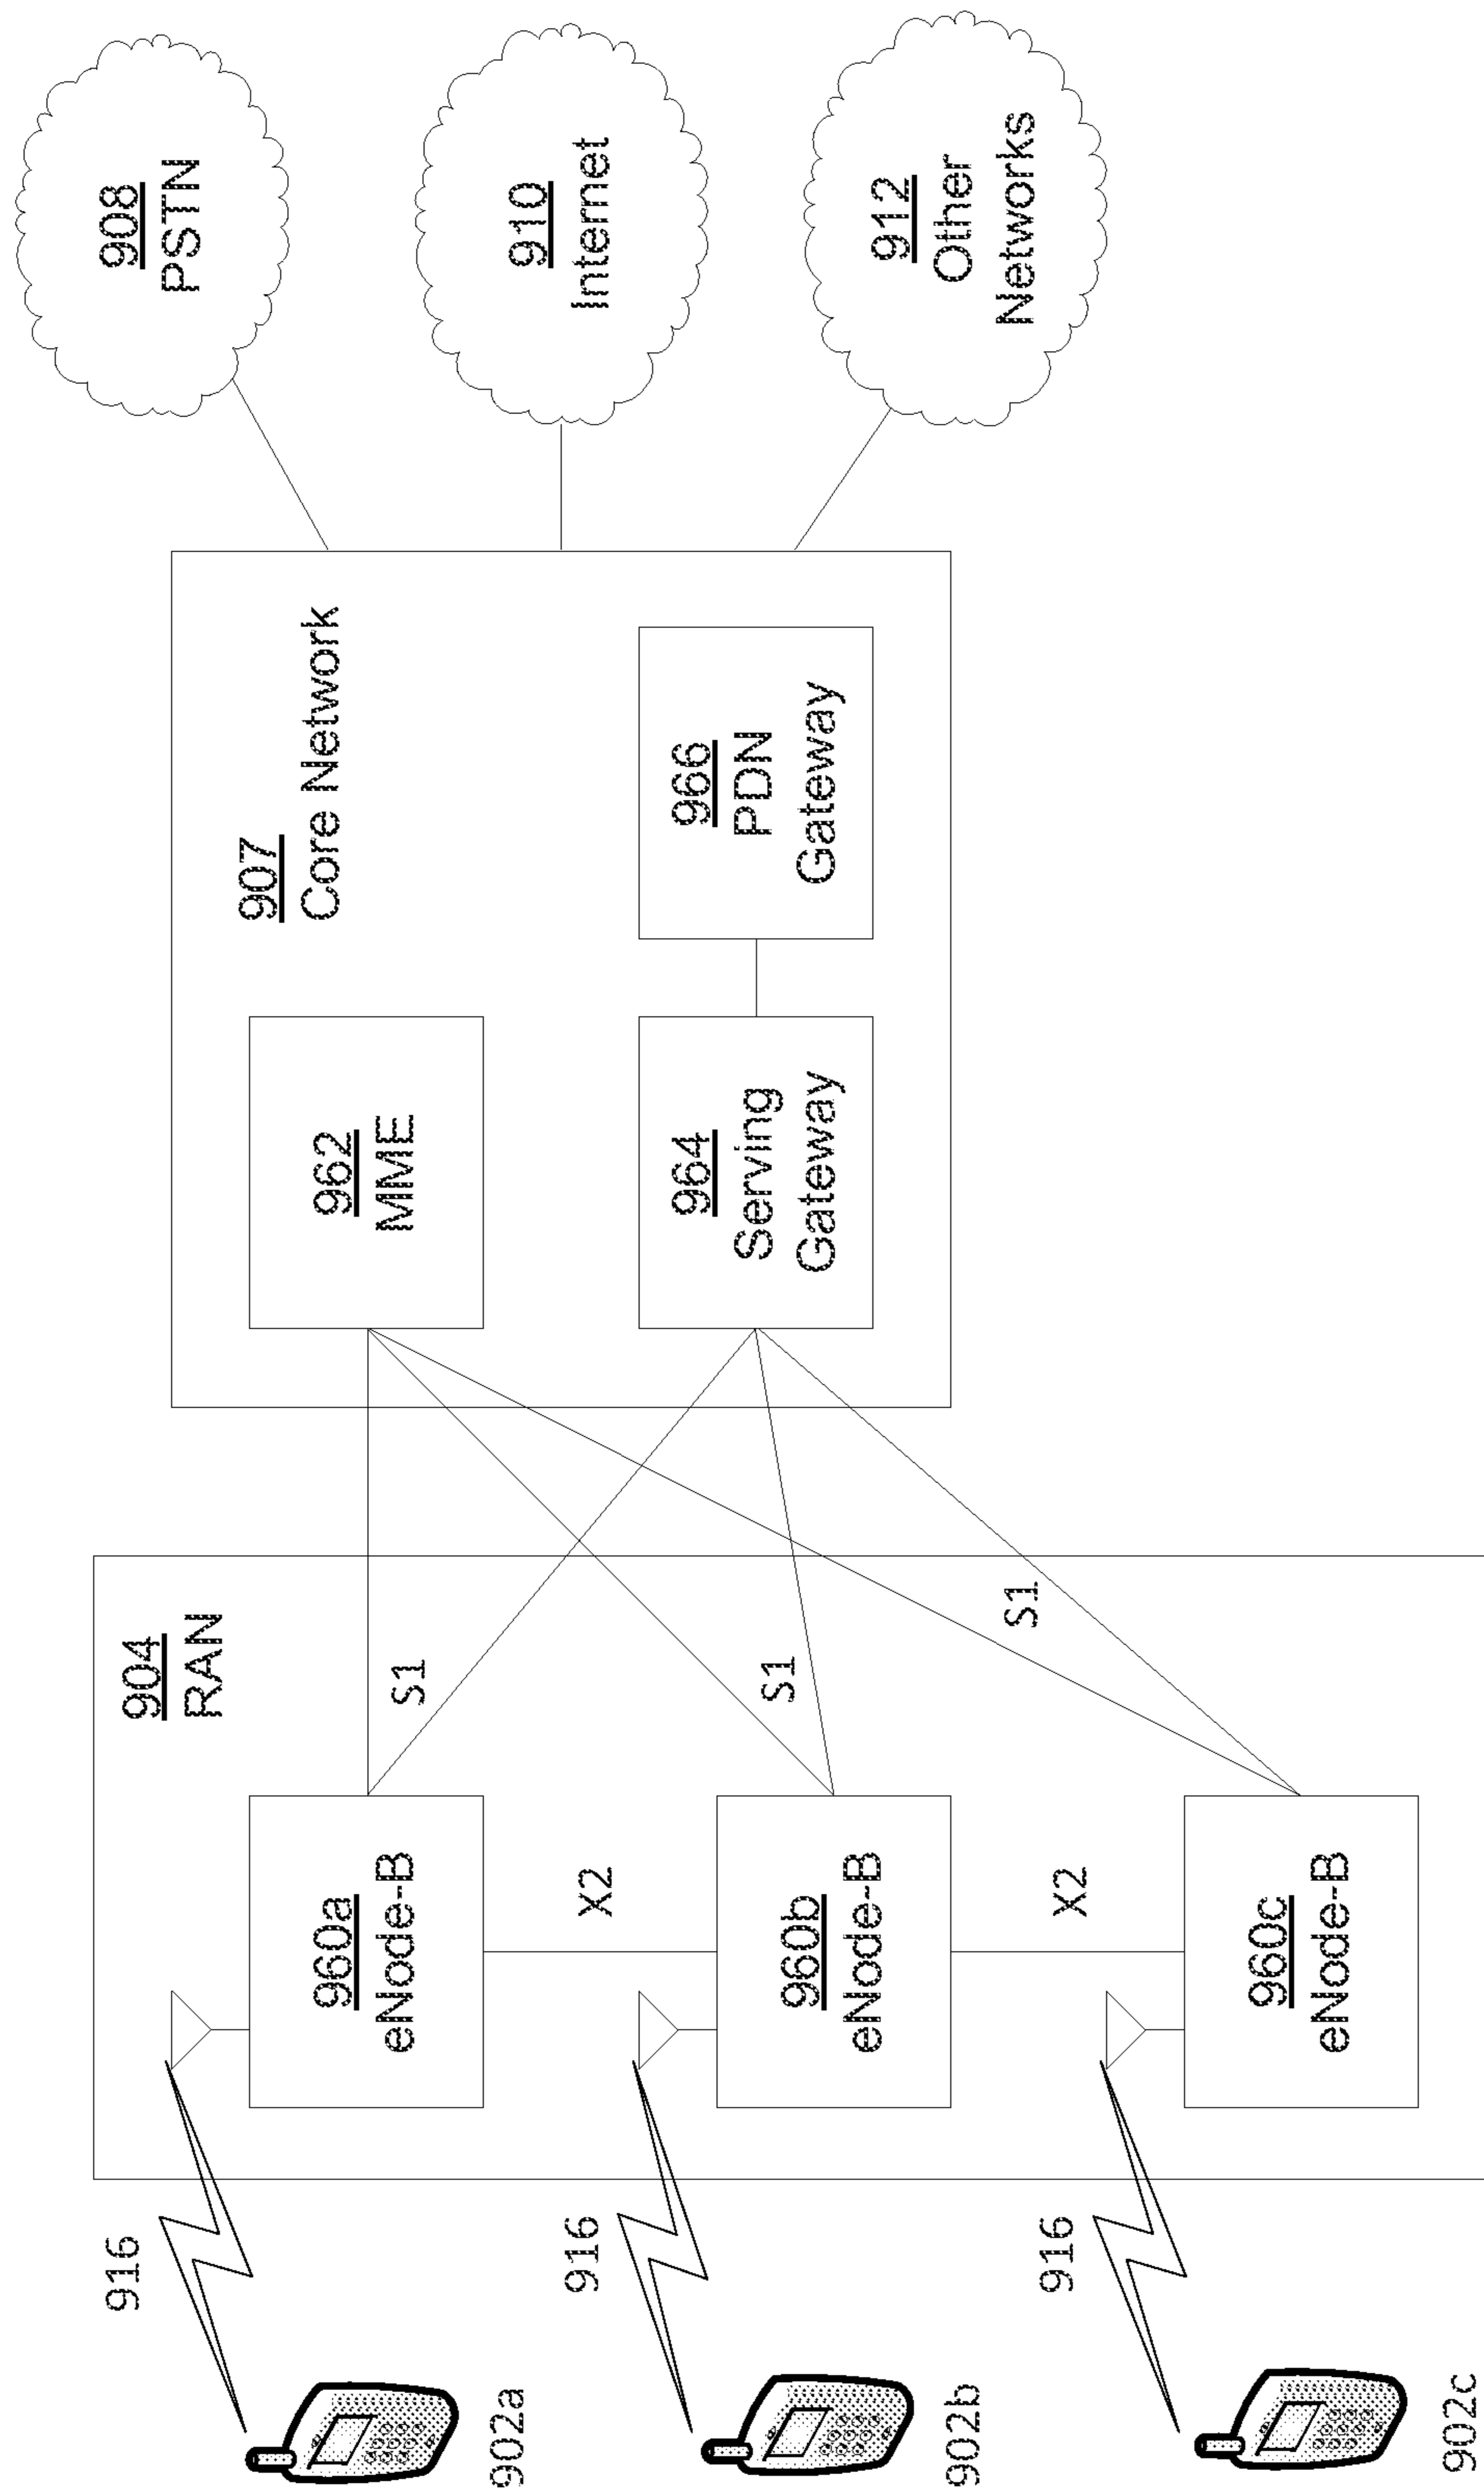 916
902a
916
902b
916
902c
904
RAN
960a
eNode-B
X2
960b
eNode-B
X2
960c
eNode-B
S1
S1
S1
907
Core Network
962
MME
964
Serving
Gateway
966
PDN
Gateway
908
PSTN
910
Internet
912
Other
Networks